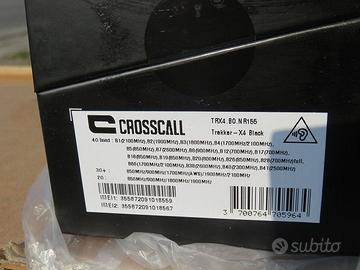 CROSSCALL
TRX4.B0.NR155
Trekker-X4 Black
4G band : B1(2100MHz),B2(1900MHz),B3(1800MHz),B4(1700MHz/2100MHz),
B5(850MHz),B7(2600MHz),B8(900MHz),B12(700MHz),B17(700MHz),
B18(850MHz),B19(850MHz),B20(800MHz),B26(850MHz),B28(700MHz)full,
B66(1700MHz/2100MHz),B38(2600MHz),B40(2300MHz),B41(2500MHz)
3G+ : 850MHz/900MHz/1700MHz(AWS)/1900MHz/2100MHz
2G : 850MHz/900MHz/1800MHz/1900MHz
IMEI1: 355872091018559
IMEI2: 355872091018567
3 700764 705964
subito